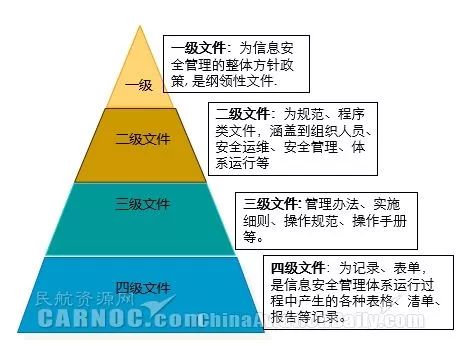 一级
一级文件：为信息安
全管理的整体方针政
策，是纲领性文件.
二级文件
二级文件：为规范、程序
类文件，涵盖到组织人员、
安全运维、安全管理、体
系运行等
三级文件
三级文件：管理办法、实施
细则、操作规范、操作手册
等。
四级文件
四级文件：为记录、表单，
是信息安全管理体系运行过
程中产生的各种表格、清单、
报告等记录。
民航资源网
CARNOC.com